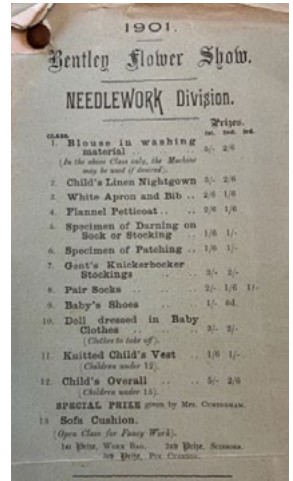 1901.
Bentley Flower Show.
NEEDLEWORK Division.
Prizes.
CLASS. 1st. 2nd. 3rd.
1. Blouse in washing
material .. .. .. 5/- 2/6
(In the above Class only, the Machine
may be used if desired).
2. Child's Linen Nightgown 5/- 2/6
3. White Apron and Bib .. 2/6 1/6
4. Flannel Petticoat .. .. 2/6 1/6
5. Specimen of Darning on
Sock or Stocking .. 1/6 1/-
6. Specimen of Patching .. 1/6 1/-
7. Gent's Knickerbocker
Stockings .. .. 3/- 2/-
8. Pair Socks .. .. 2/- 1/6 1/-
9. Baby's Shoes .. .. 1/- 6d.
10. Doll dressed in Baby
Clothes .. .. .. 3/- 2/-
(Clothes to take off).
11. Knitted Child's Vest .. 1/6 1/-
(Children under 12).
12. Child's Overall .. .. 5/- 2/6
(Children under 15).
SPECIAL PRIZE given by Mrs.
13 Sofa Cushion.
(Open Class for Fancy Work).
1st Prize, Work Bag. 2nd Prize, Scissors.
3rd Prize, Pin Cushion.